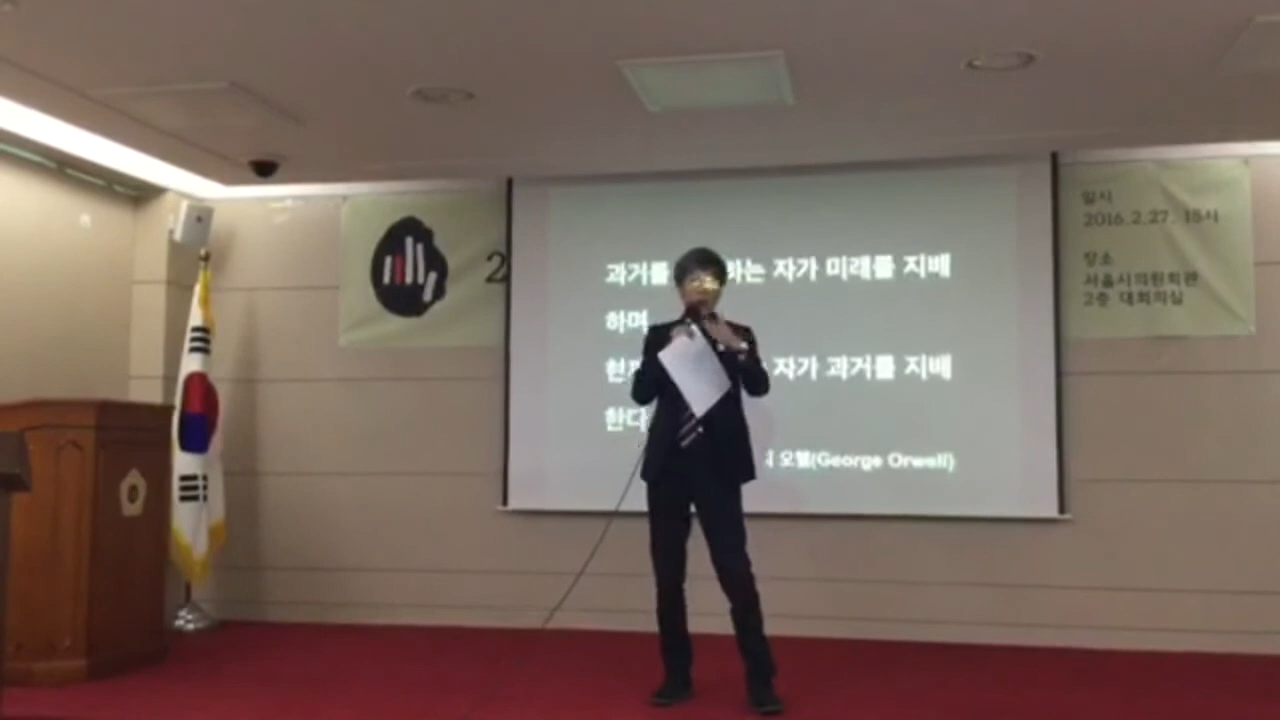 2
과거를 하는 자가 미래를 지배
하며
자가 과거를 지배
한다
오웰(George Orwell)
일시
2016.2.27. 18시
장소
서울시의원회관
2층 대회의실